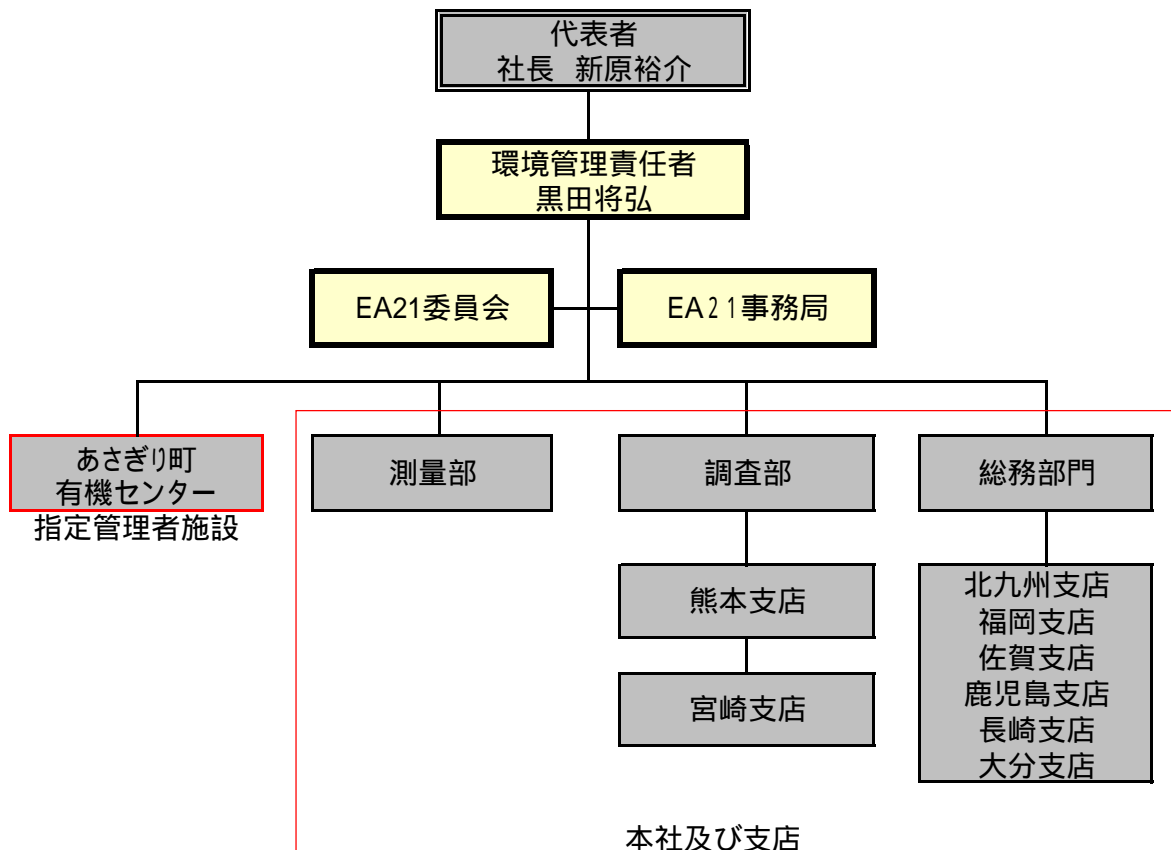 代表者
社長 新原裕介
環境管理責任者
黒田将弘
EA21委員会
EA２１事務局
あさぎり町
有機センター
指定管理者施設
測量部
調査部
総務部門
熊本支店
宮崎支店
北九州支店
福岡支店
佐賀支店
鹿児島支店
長崎支店
大分支店
本社及び支店